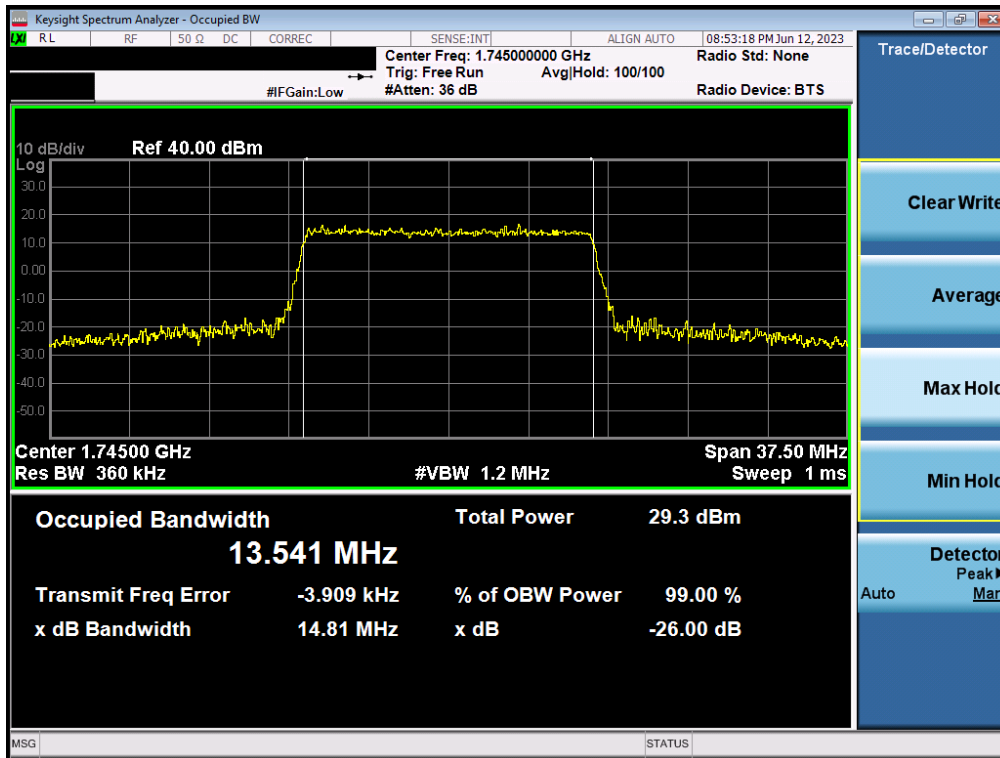 Keysight Spectrum Analyzer - Occupied BW
LXI RL RF 50 Ω DC CORREC SENSE:INT ALIGN AUTO 08:53:18 PM Jun 12, 2023
Center Freq: 1.745000000 GHz Radio Std: None
Trig: Free Run Avg|Hold: 100/100
#IFGain:Low #Atten: 36 dB Radio Device: BTS
Trace/Detector
10 dB/div Ref 40.00 dBm
Log
30.0
20.0
10.0
0.00
-10.0
-20.0
-30.0
-40.0
-50.0
Center 1.74500 GHz Span 37.50 MHz
Res BW 360 kHz #VBW 1.2 MHz Sweep 1 ms
Occupied Bandwidth Total Power 29.3 dBm
13.541 MHz
Transmit Freq Error -3.909 kHz % of OBW Power 99.00 %
x dB Bandwidth 14.81 MHz x dB -26.00 dB
Clear Write
Average
Max Hold
Min Hold
Detector
Peak
Auto Man
MSG STATUS